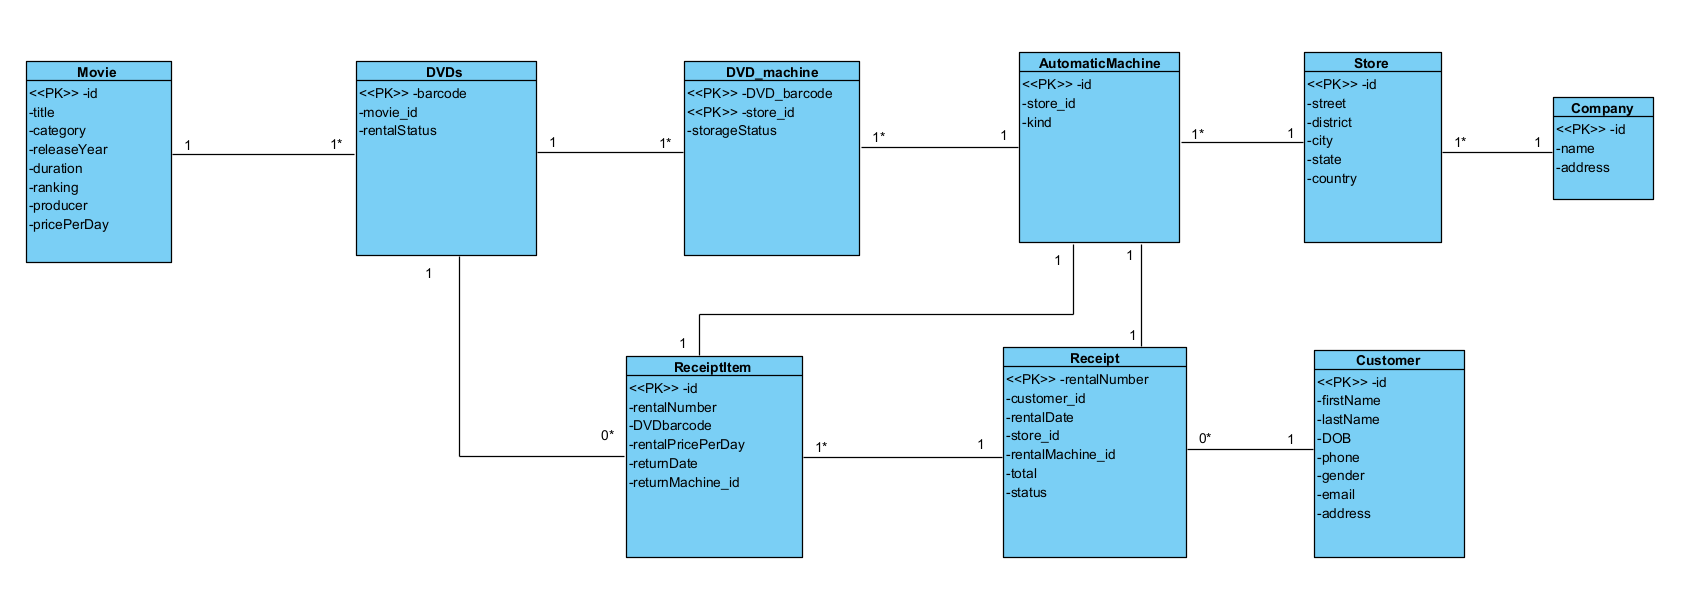 Movie
<<PK>> -id
-title
-category
-releaseYear
-duration
-ranking
-producer
-pricePerDay
1
1*
DVDs
<<PK>> -barcode
-movie_id
-rentalStatus
1
1*
DVD_machine
<<PK>> -DVD_barcode
<<PK>> -store_id
-storageStatus
1*
1
AutomaticMachine
<<PK>> -id
-store_id
-kind
1*
1
Store
<<PK>> -id
-street
-district
-city
-state
-country
1*
1
Company
<<PK>> -id
-name
-address
1
1
1
1
1
0*
ReceiptItem
<<PK>> -id
-rentalNumber
-DVDbarcode
-rentalPricePerDay
-returnDate
-returnMachine_id
1*
1
Receipt
<<PK>> -rentalNumber
-customer_id
-rentalDate
-store_id
-rentalMachine_id
-total
-status
0*
1
Customer
<<PK>> -id
-firstName
-lastName
-DOB
-phone
-gender
-email
-address